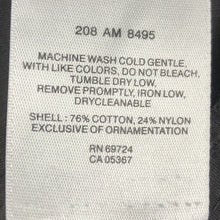 208 AM 8495
MACHINE WASH COLD GENTLE,
WITH LIKE COLORS, DO NOT BLEACH,
TUMBLE DRY LOW,
REMOVE PROMPTLY, IRON LOW,
DRYCLEANABLE
SHELL : 76% COTTON, 24% NYLON
EXCLUSIVE OF ORNAMENTATION
RN 69724
CA 05367